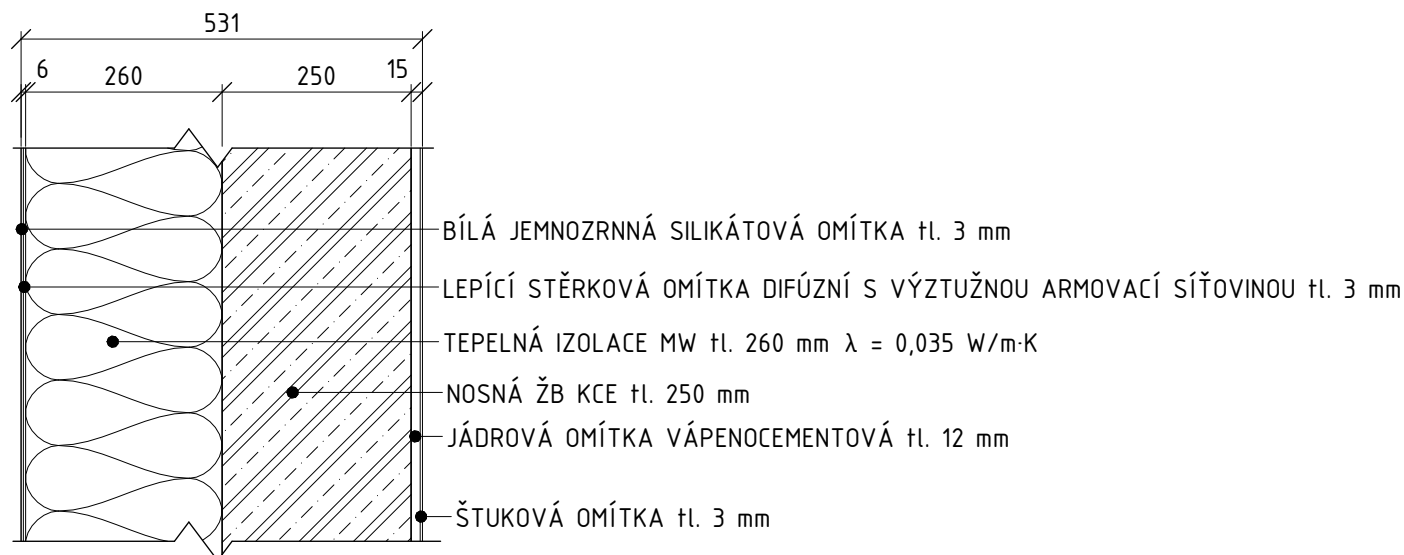 531
6 260 250 15
BÍLÁ JEMNOZRNNÁ SILIKÁTOVÁ OMÍTKA tl. 3 mm
LEPÍCÍ STĚRKOVÁ OMÍTKA DIFÚZNÍ S VÝZTUŽNOU ARMOVACÍ SÍŤOVINOU tl. 3 mm
TEPELNÁ IZOLACE MW tl. 260 mm λ = 0,035 W/m·K
NOSNÁ ŽB KCE tl. 250 mm
JÁDROVÁ OMÍTKA VÁPENOCEMENTOVÁ tl. 12 mm
ŠTUKOVÁ OMÍTKA tl. 3 mm